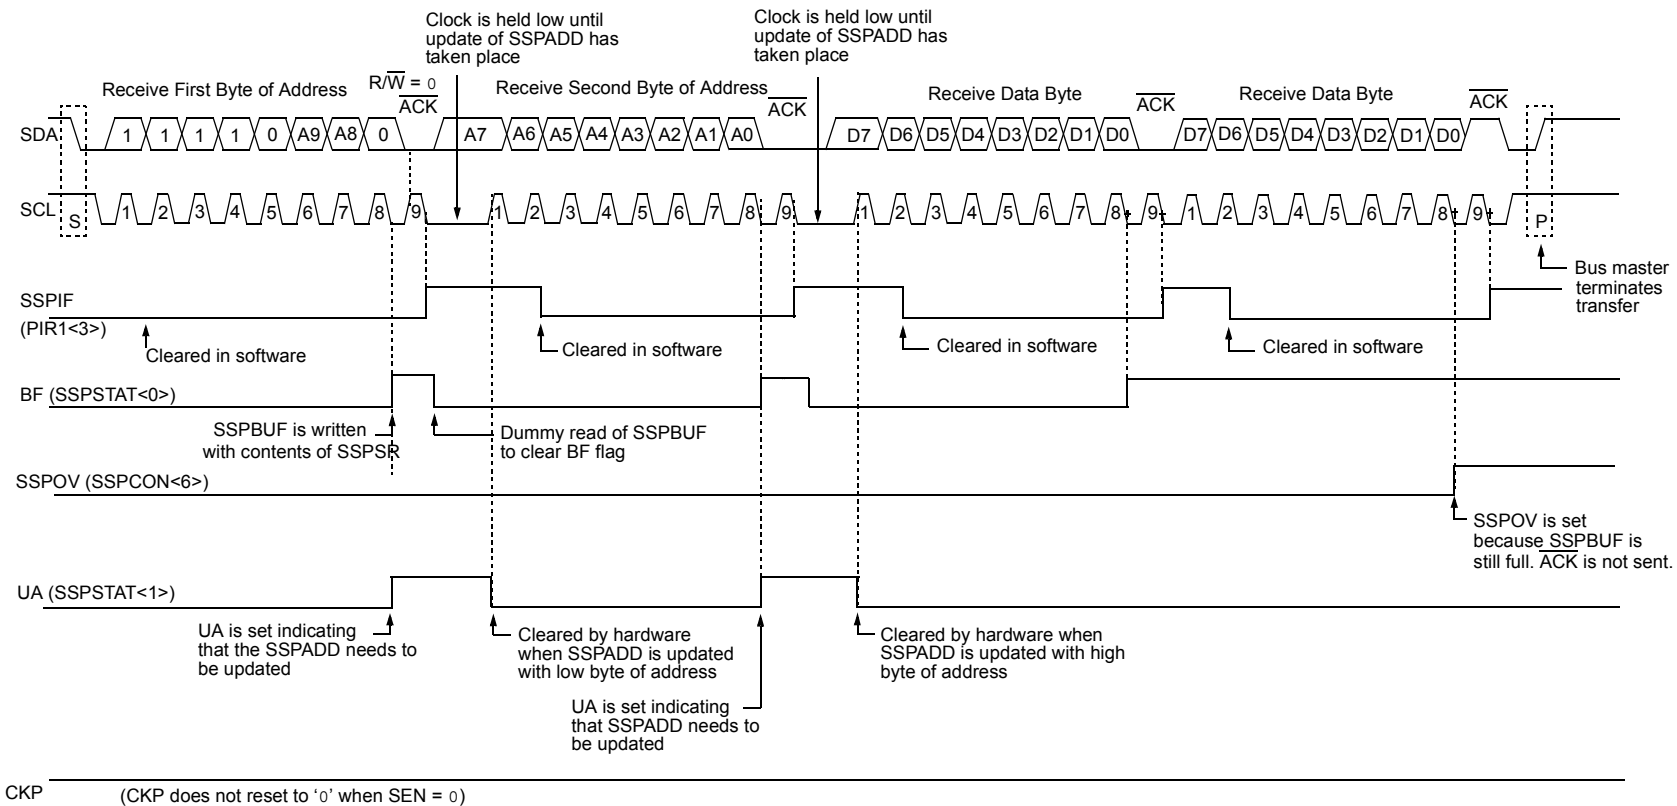 Clock is held low until
update of SSPADD has
taken place
Clock is held low until
update of SSPADD has
taken place
Receive First Byte of Address
R/W = 0
ACK
Receive Second Byte of Address
ACK
Receive Data Byte
ACK
Receive Data Byte
ACK
SDA 1 1 1 1 0 A9 A8 0 A7 A6 A5 A4 A3 A2 A1 A0 D7 D6 D5 D4 D3 D2 D1 D0 D7 D6 D5 D4 D3 D2 D1 D0
SCL S 1 2 3 4 5 6 7 8 9 1 2 3 4 5 6 7 8 9 1 2 3 4 5 6 7 8 9 1 2 3 4 5 6 7 8 9 P
Bus master
terminates
transfer
SSPIF
(PIR1<3>)
Cleared in software
Cleared in software
Cleared in software
Cleared in software
BF (SSPSTAT<0>)
SSPBUF is written
with contents of SSPSR
Dummy read of SSPBUF
to clear BF flag
SSPOV (SSPCON<6>)
SSPOV is set
because SSPBUF is
still full. ACK is not sent.
UA (SSPSTAT<1>)
UA is set indicating
that the SSPADD needs to
be updated
Cleared by hardware
when SSPADD is updated
with low byte of address
UA is set indicating
that SSPADD needs to
be updated
Cleared by hardware when
SSPADD is updated with high
byte of address
CKP
(CKP does not reset to ‘0’ when SEN = 0)